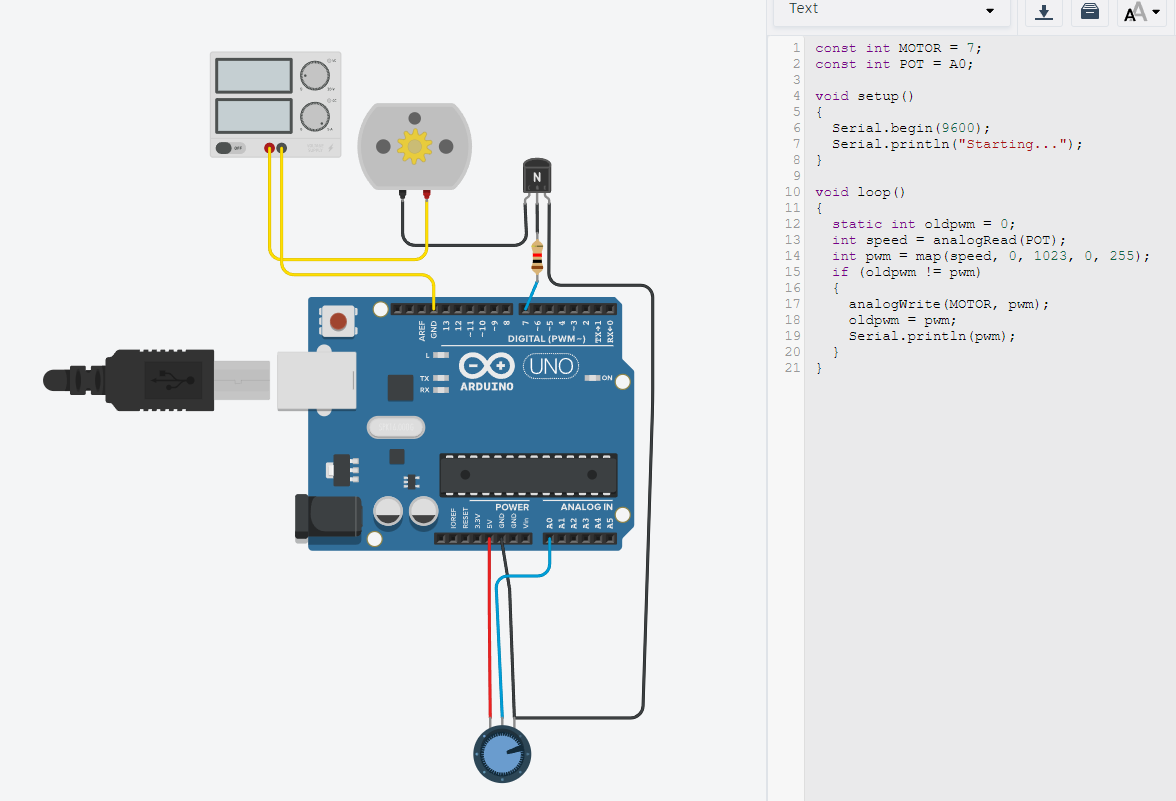 Text
AA
1 const int MOTOR = 7;
2 const int POT = A0;
3
4 void setup()
5 {
6   Serial.begin(9600);
7   Serial.println("Starting...");
8 }
9
10 void loop()
11 {
12   static int oldpwm = 0;
13   int speed = analogRead(POT);
14   int pwm = map(speed, 0, 1023, 0, 255);
15   if (oldpwm != pwm)
16   {
17     analogWrite(MOTOR, pwm);
18     oldpwm = pwm;
19     Serial.println(pwm);
20   }
21 }
OFF
N
AREF
GND
13
12
~11
~10
~9
8
7
~6
~5
4
~3
2
TX→1
RX←0
DIGITAL (PWM~)
L
TX
RX
ARDUINO
UNO
ON
POWER
ANALOG IN
IOREF
RESET
3.3V
5V
GND
GND
Vin
A0
A1
A2
A3
A4
A5